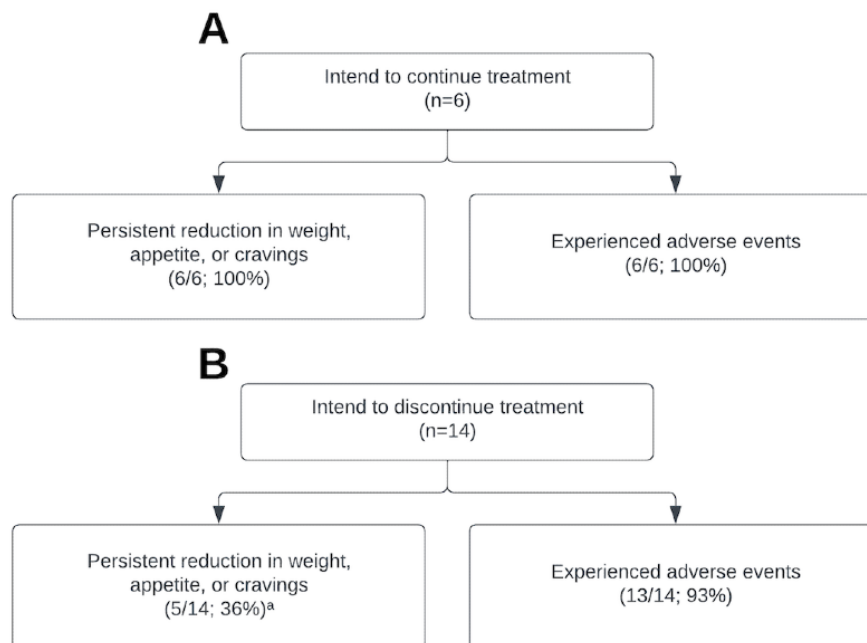 A
Intend to continue treatment
(n=6)
Persistent reduction in weight,
appetite, or cravings
(6/6; 100%)
Experienced adverse events
(6/6; 100%)
B
Intend to discontinue treatment
(n=14)
Persistent reduction in weight,
appetite, or cravings
(5/14; 36%)ª
Experienced adverse events
(13/14; 93%)